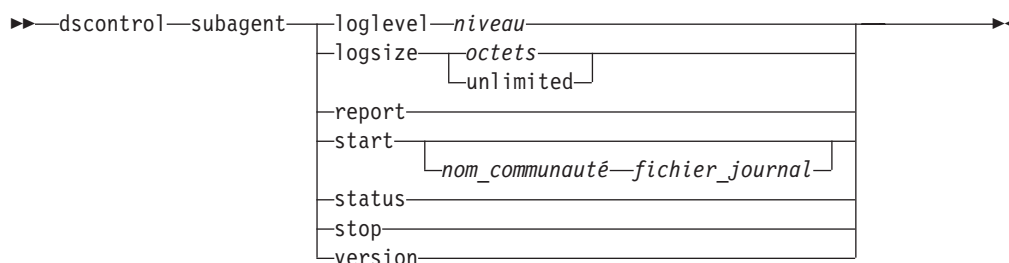 dscontrol subagent loglevel niveau
logsize octets
unlimited
report
start
nom_communauté fichier_journal
status
stop
version